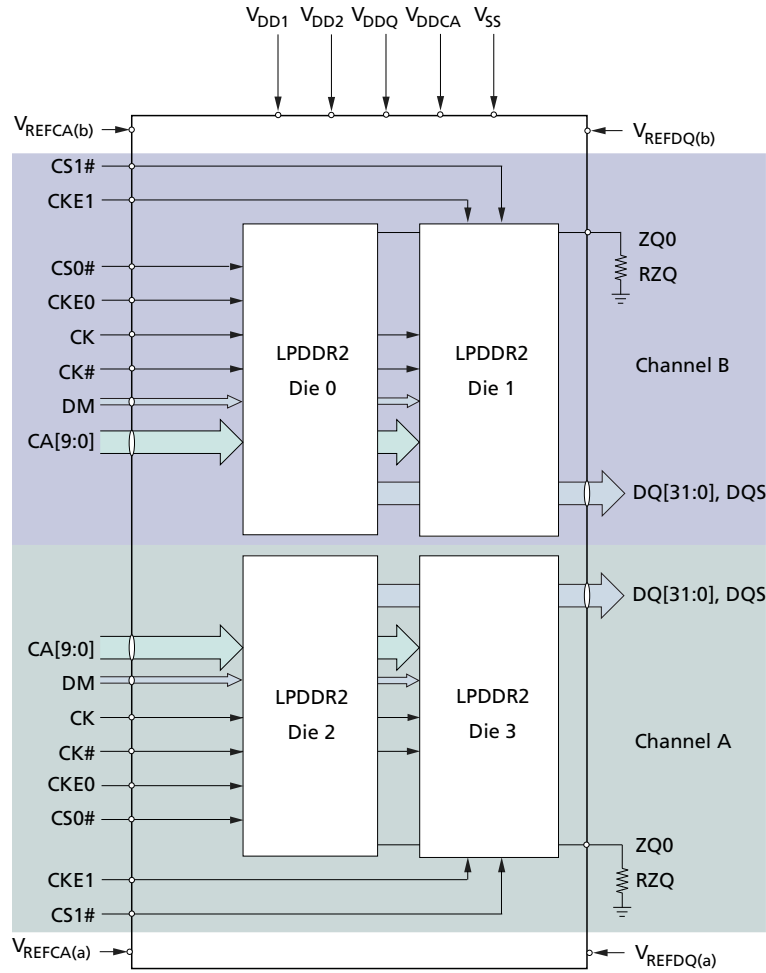 VDD1 VDD2 VDDQ VDDCA VSS
VREFCA(b)
VREFDQ(b)
CS1#
CKE1
ZQ0
CS0#
RZQ
CKE0
CK
LPDDR2
Die 0
LPDDR2
Die 1
Channel B
CK#
DM
CA[9:0]
DQ[31:0], DQS
DQ[31:0], DQS
CA[9:0]
DM
LPDDR2
Die 2
LPDDR2
Die 3
CK
Channel A
CK#
CKE0
CS0#
ZQ0
CKE1
RZQ
CS1#
VREFCA(a)
VREFDQ(a)